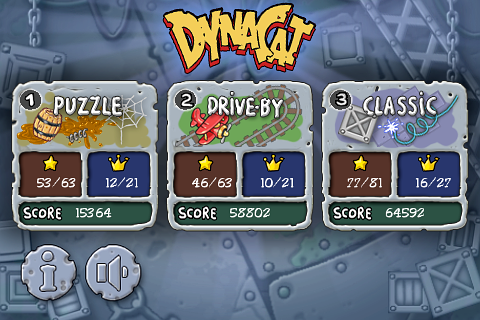 DYNACAT
1 PUZZLE
53/63 12/21
SCORE 15364
2 DRIVE-BY
46/63 10/21
SCORE 58802
3 CLASSIC
77/81 16/27
SCORE 64592
i